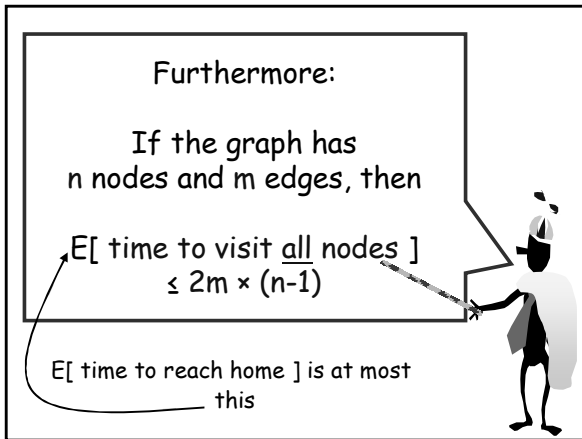 Furthermore:
If the graph has
n nodes and m edges, then
E[ time to visit all nodes ]
≤ 2m × (n-1)
E[ time to reach home ] is at most
this